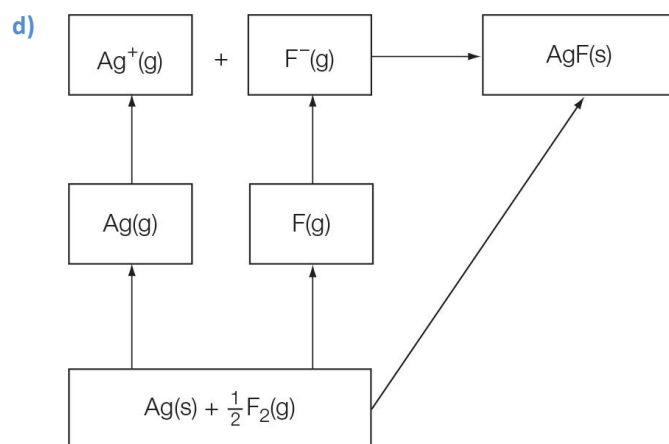 d)
Ag⁺(g) + F⁻(g) AgF(s)
Ag(g) F(g)
Ag(s) + ½F₂(g)